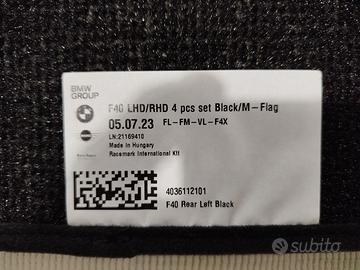 BMW
GROUP
F40 LHD/RHD 4 pcs set Black/M-Flag
05.07.23
FL-FM-VL-F4X
LN:21169410
Made in Hungary
Racemark International Kft
4036112101
F40 Rear Left Black
subito